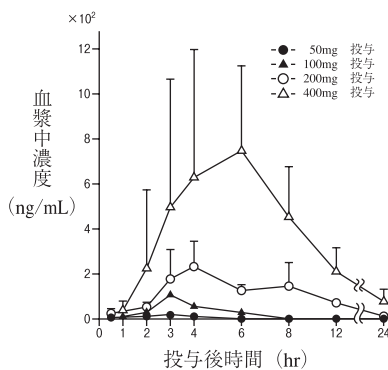 ×10²
12
10
8
6
4
2
0
血漿中濃度
(ng/mL)
50mg 投与
100mg 投与
200mg 投与
400mg 投与
0 1 2 3 4 6 8 10 12 24
投与後時間 (hr)